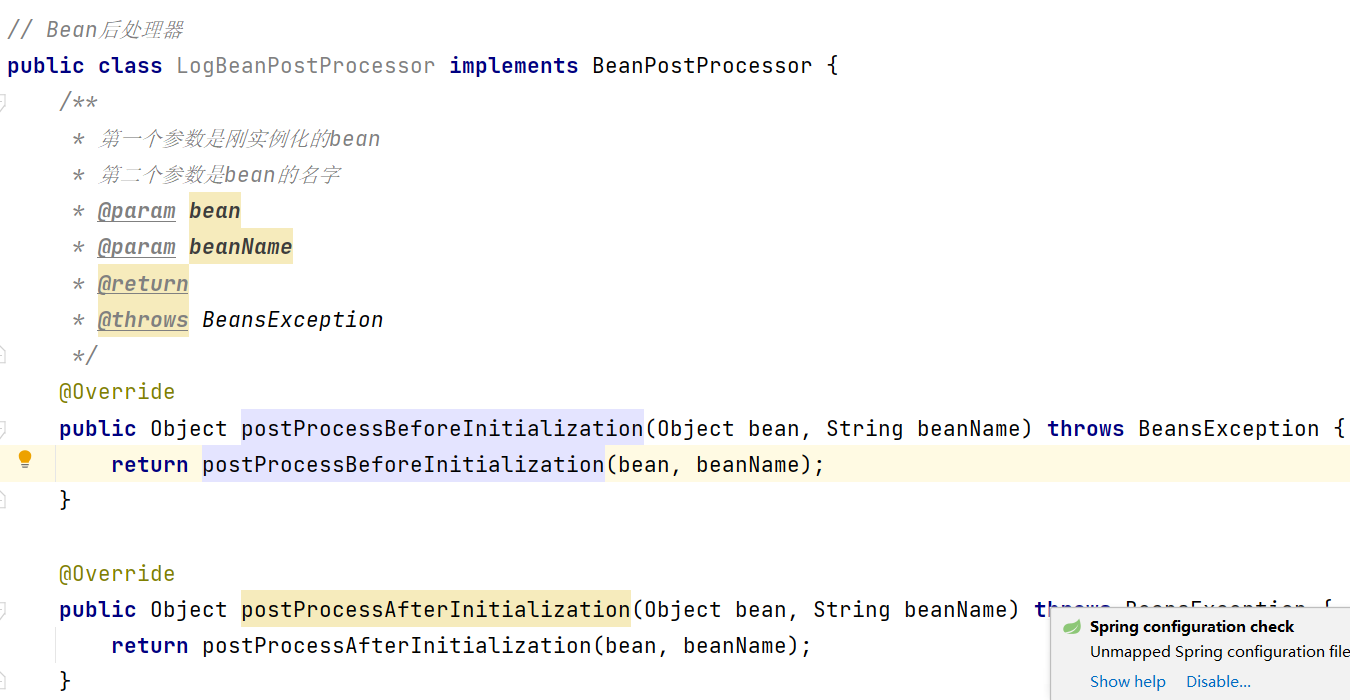 // Bean后处理器
public class LogBeanPostProcessor implements BeanPostProcessor {
/**
* 第一个参数是刚实例化的bean
* 第二个参数是bean的名字
* @param bean
* @param beanName
* @return
* @throws BeansException
*/
@Override
public Object postProcessBeforeInitialization(Object bean, String beanName) throws BeansException {
return postProcessBeforeInitialization(bean, beanName);
}
@Override
public Object postProcessAfterInitialization(Object bean, String beanName) throws BeansException {
return postProcessAfterInitialization(bean, beanName);
}
Spring configuration check
Unmapped Spring configuration file
Show help Disable...